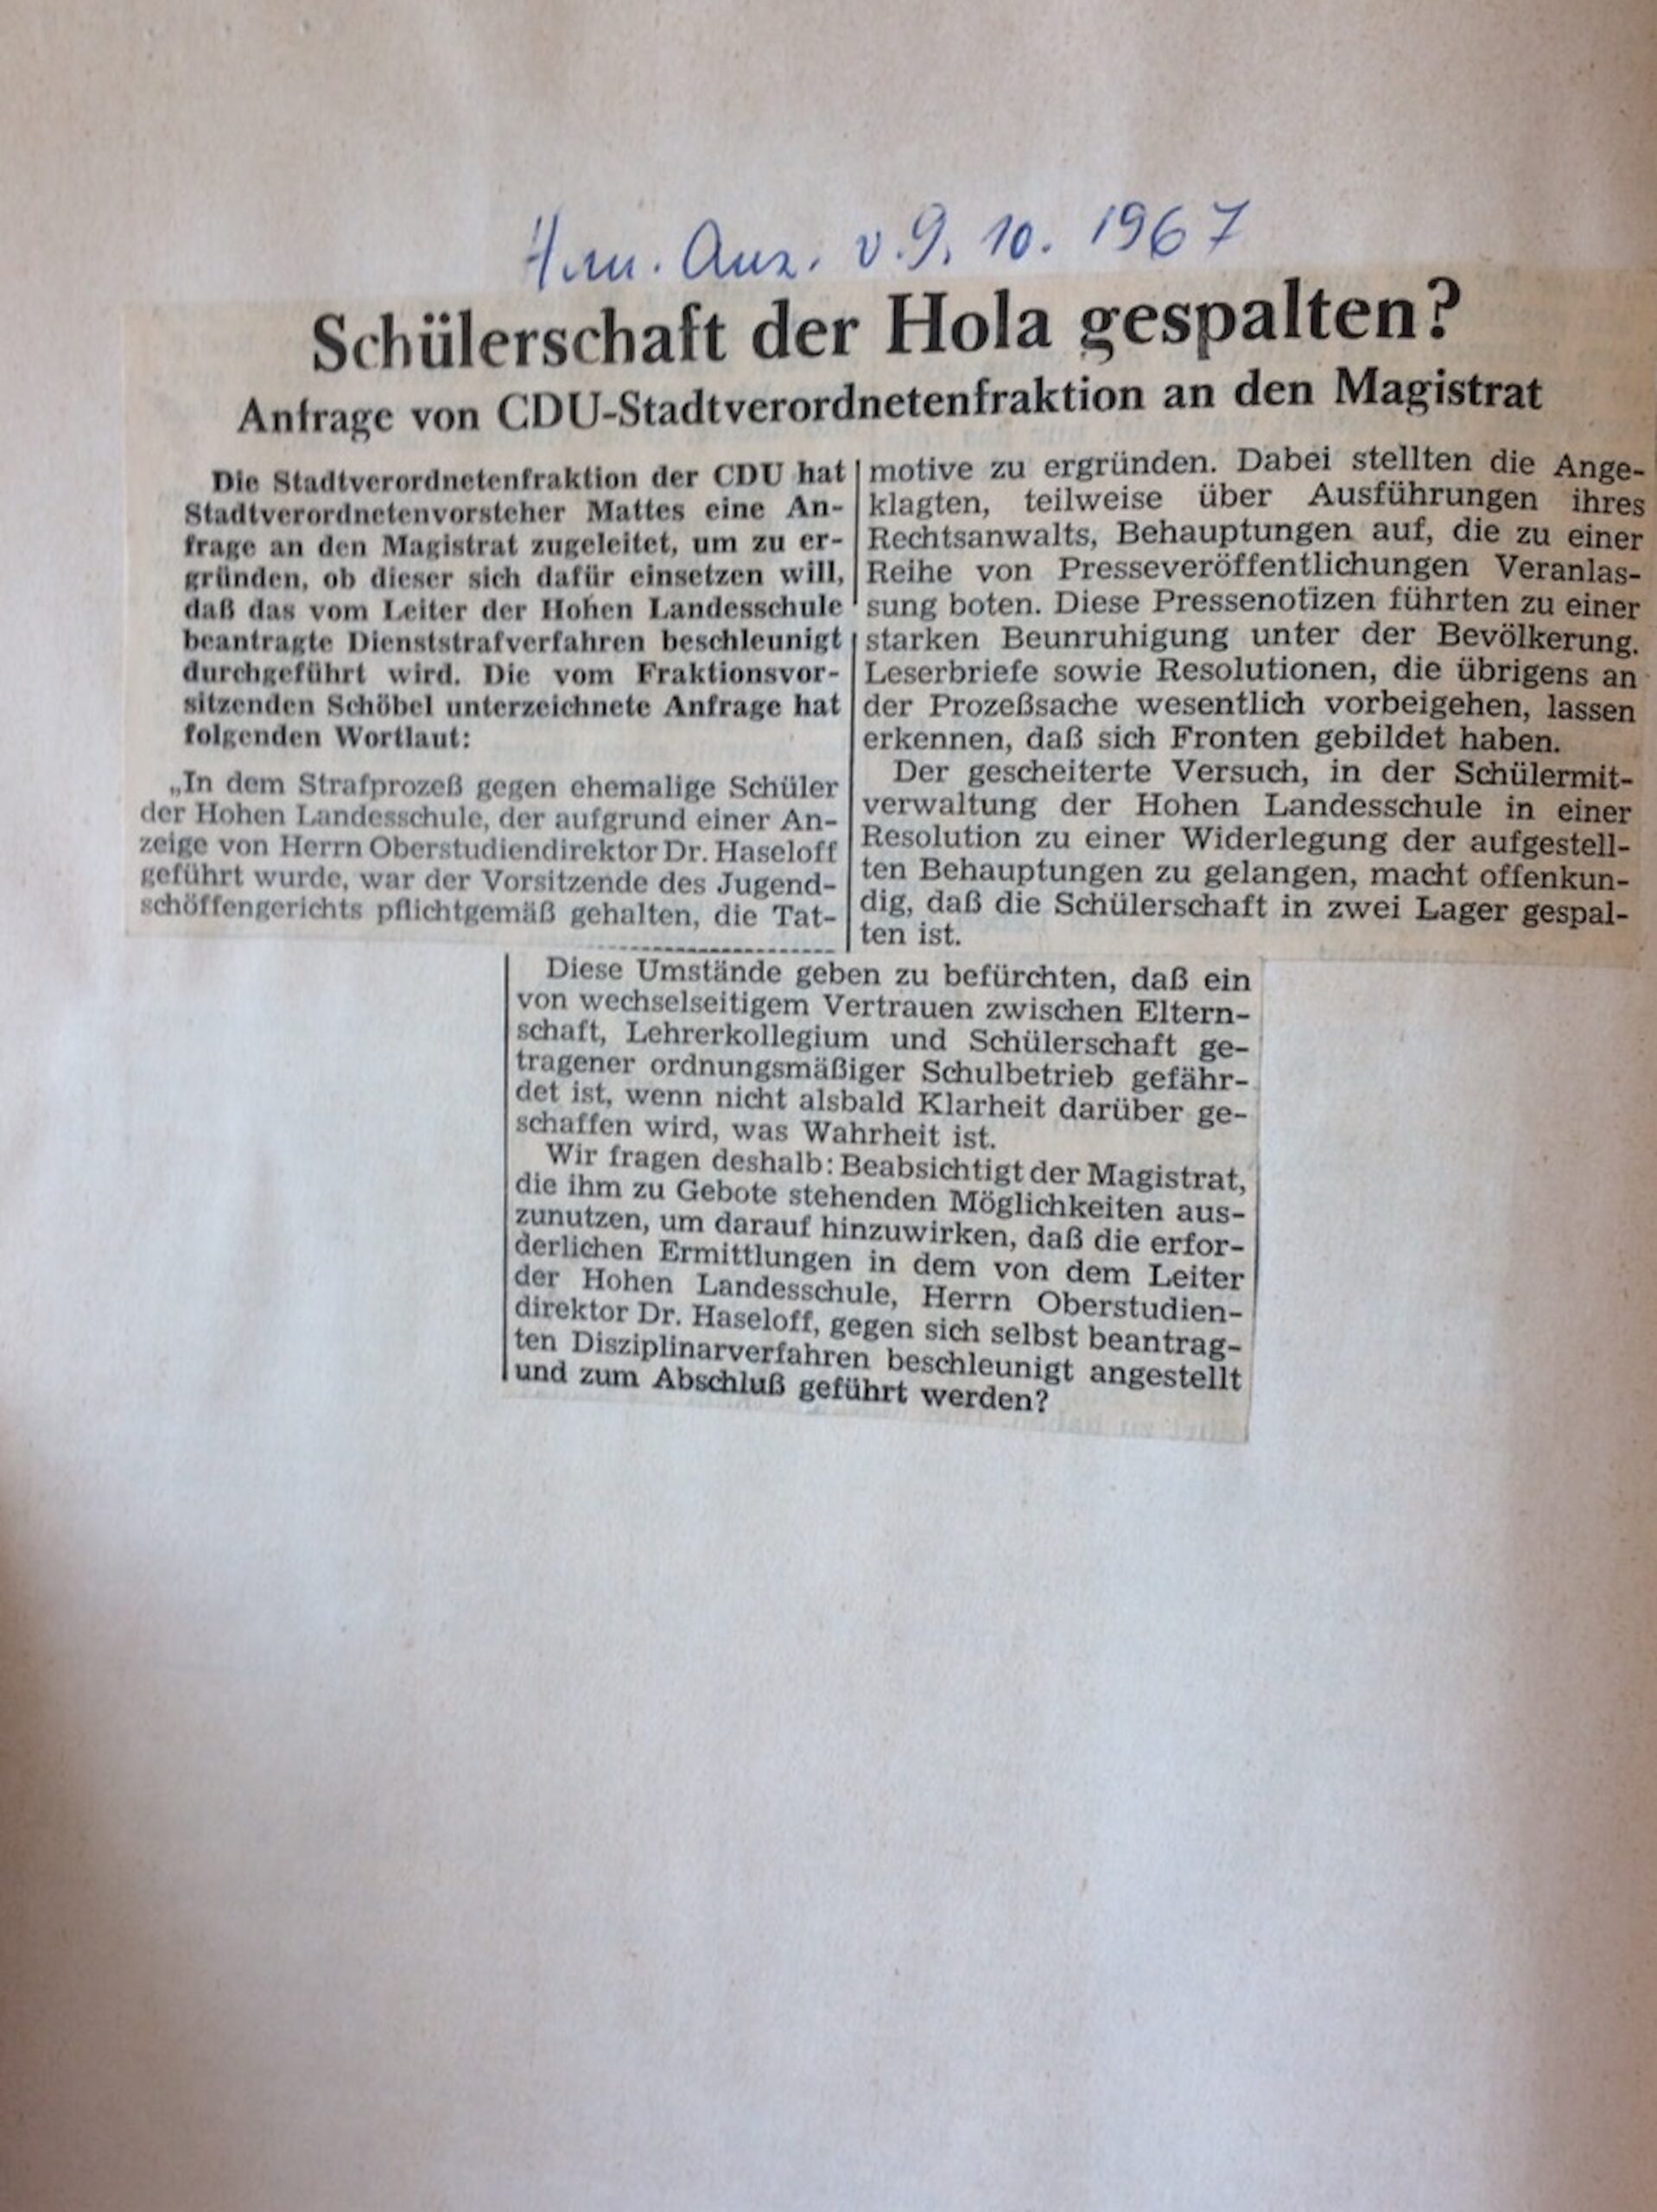 Han. Anz. v. 9. 10. 1967
Schülerschaft der Hola gespalten?
Anfrage von CDU-Stadtverordnetenfraktion an den Magistrat
Die Stadtverordnetenfraktion der CDU hat
Stadtverordnetenvorsteher Mattes eine An-
frage an den Magistrat zugeleitet, um zu er-
gründen, ob dieser sich dafür einsetzen will,
daß das vom Leiter der Hohen Landesschule
beantragte Dienststrafverfahren beschleunigt
durchgeführt wird. Die vom Fraktionsvor-
sitzenden Schöbel unterzeichnete Anfrage hat
folgenden Wortlaut:
„In dem Strafprozeß gegen ehemalige Schüler
der Hohen Landesschule, der aufgrund einer An-
zeige von Herrn Oberstudiendirektor Dr. Haseloff
geführt wurde, war der Vorsitzende des Jugend-
schöffengerichts pflichtgemäß gehalten, die Tat-
motive zu ergründen. Dabei stellten die Ange-
klagten, teilweise über Ausführungen ihres
Rechtsanwalts, Behauptungen auf, die zu einer
Reihe von Presseveröffentlichungen Veranlas-
sung boten. Diese Pressenotizen führten zu einer
starken Beunruhigung unter der Bevölkerung.
Leserbriefe sowie Resolutionen, die übrigens an
der Prozeßsache wesentlich vorbeigehen, lassen
erkennen, daß sich Fronten gebildet haben.
Der gescheiterte Versuch, in der Schülermit-
verwaltung der Hohen Landesschule in einer
Resolution zu einer Widerlegung der aufgestell-
ten Behauptungen zu gelangen, macht offenkun-
dig, daß die Schülerschaft in zwei Lager gespal-
ten ist.
Diese Umstände geben zu befürchten, daß ein
von wechselseitigem Vertrauen zwischen Eltern-
schaft, Lehrerkollegium und Schülerschaft ge-
tragener ordnungsmäßiger Schulbetrieb gefähr-
det ist, wenn nicht alsbald Klarheit darüber ge-
schaffen wird, was Wahrheit ist.
Wir fragen deshalb: Beabsichtigt der Magistrat,
die ihm zu Gebote stehenden Möglichkeiten aus-
zunutzen, um darauf hinzuwirken, daß die erfor-
derlichen Ermittlungen in dem von dem Leiter
der Hohen Landesschule, Herrn Oberstudien-
direktor Dr. Haseloff, gegen sich selbst beantrag-
ten Disziplinarverfahren beschleunigt angestellt
und zum Abschluß geführt werden?